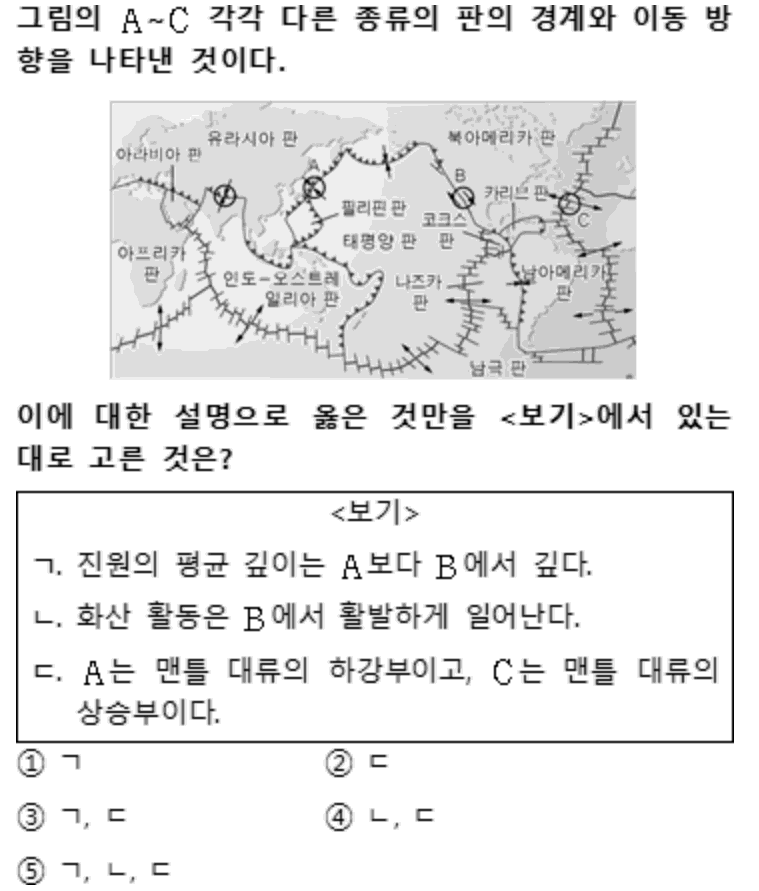 그림의 A~C 각각 다른 종류의 판의 경계와 이동 방
향을 나타낸 것이다.
유라시아 판
북아메리카 판
아라비아 판
A
B
카리브 판
필리핀 판
코코스
판
C
태평양 판
아프리카
판
인도-오스트레
일리아 판
나즈카
판
남아메리카
판
남극 판
이에 대한 설명으로 옳은 것만을 <보기>에서 있는
대로 고른 것은?
<보기>
ㄱ. 진원의 평균 깊이는 A보다 B에서 깊다.
ㄴ. 화산 활동은 B에서 활발하게 일어난다.
ㄷ. A는 맨틀 대류의 하강부이고, C는 맨틀 대류의
상승부이다.
① ㄱ ② ㄷ
③ ㄱ, ㄷ ④ ㄴ, ㄷ
⑤ ㄱ, ㄴ, ㄷ